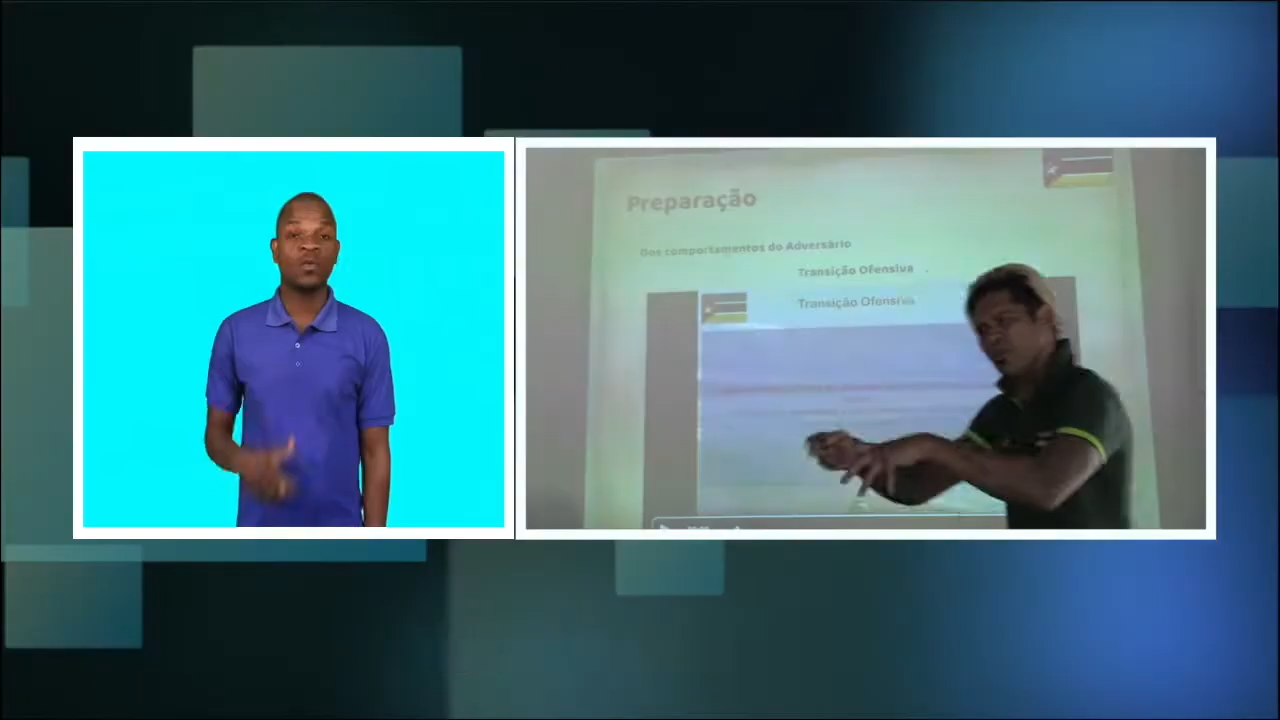 Preparação
Dos comportamentos do Adversário
Transição Ofensiva
Transição Ofensiva